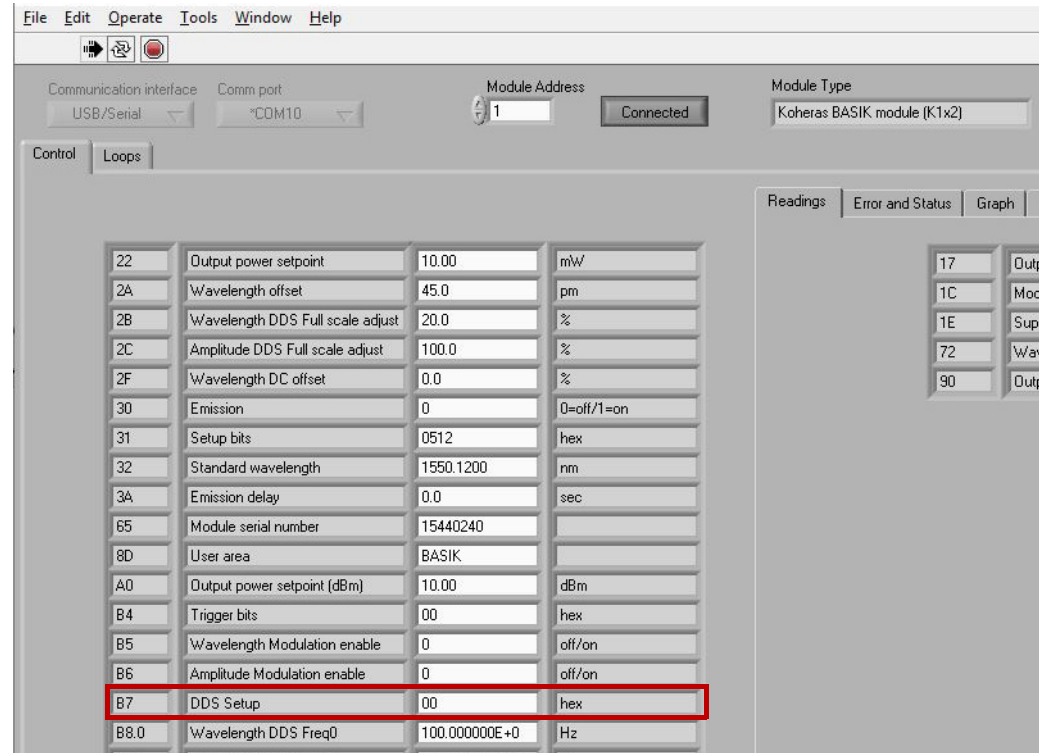 File Edit Operate Tools Window Help
Communication interface Comm port Module Address Module Type
USB/Serial *COM10 1 Connected Koheras BASIK module (K1x2)
Control Loops
Readings Error and Status Graph
22 Output power setpoint 10.00 mW
2A Wavelength offset 45.0 pm
2B Wavelength DDS Full scale adjust 20.0 %
2C Amplitude DDS Full scale adjust 100.0 %
2F Wavelength DC offset 0.0 %
30 Emission 0 0=off/1=on
31 Setup bits 0512 hex
32 Standard wavelength 1550.1200 nm
3A Emission delay 0.0 sec
65 Module serial number 15440240
8D User area BASIK
A0 Output power setpoint (dBm) 10.00 dBm
B4 Trigger bits 00 hex
B5 Wavelength Modulation enable 0 off/on
B6 Amplitude Modulation enable 0 off/on
B7 DDS Setup 00 hex
B8.0 Wavelength DDS Freq0 100.000000E+0 Hz
17
1C
1E
72
90